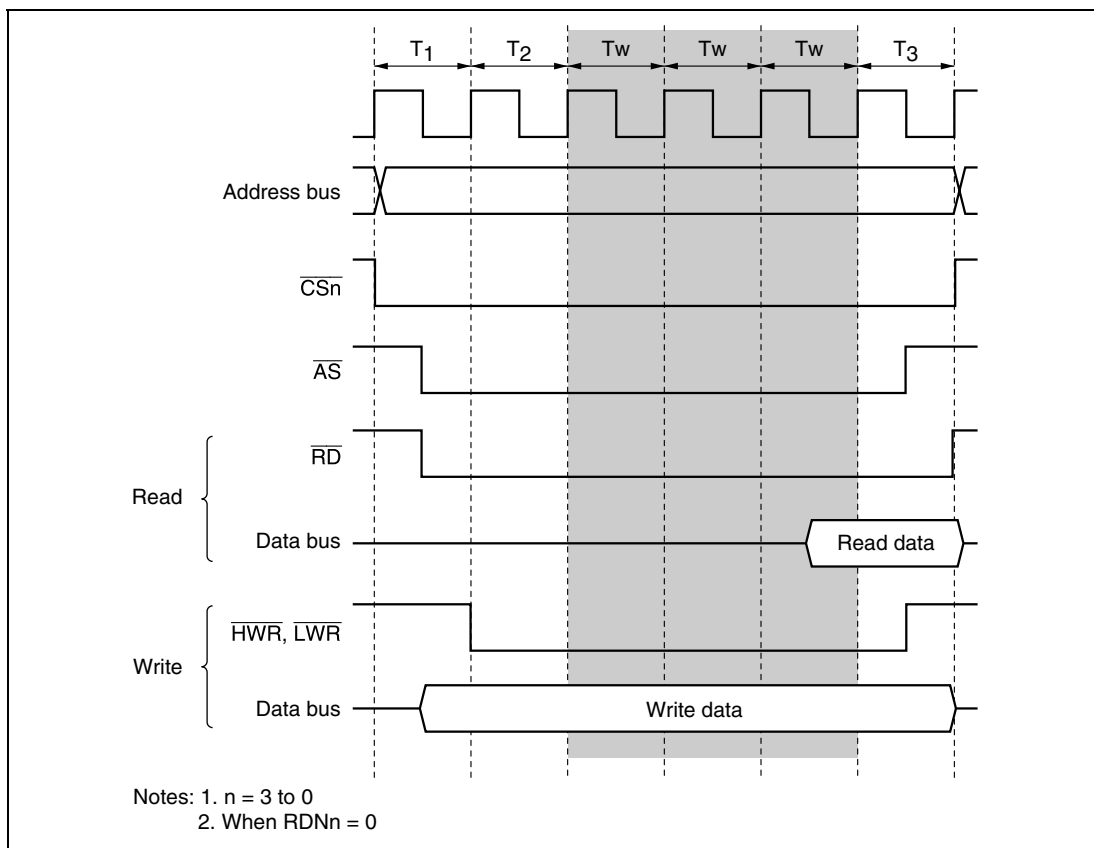 T1 T2 Tw Tw Tw T3
Address bus
CSn
AS
RD
Read
Data bus
Read data
HWR, LWR
Write
Data bus
Write data
Notes: 1. n = 3 to 0
2. When RDNn = 0